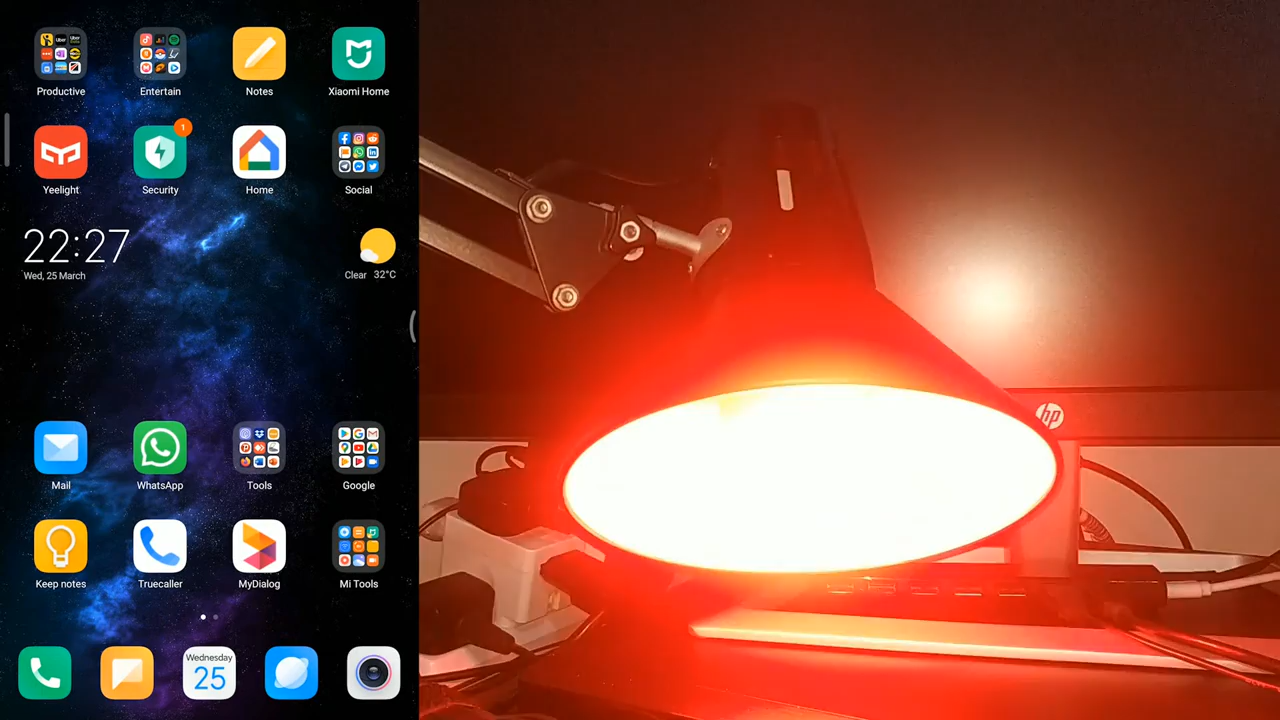 Productive
Entertain
Notes
Xiaomi Home
Yeelight
1
Security
Home
Social
22:27
Wed, 25 March
Clear 32°C
Mail
WhatsApp
Tools
Google
Keep notes
Truecaller
MyDialog
Mi Tools
Wednesday
25
hp